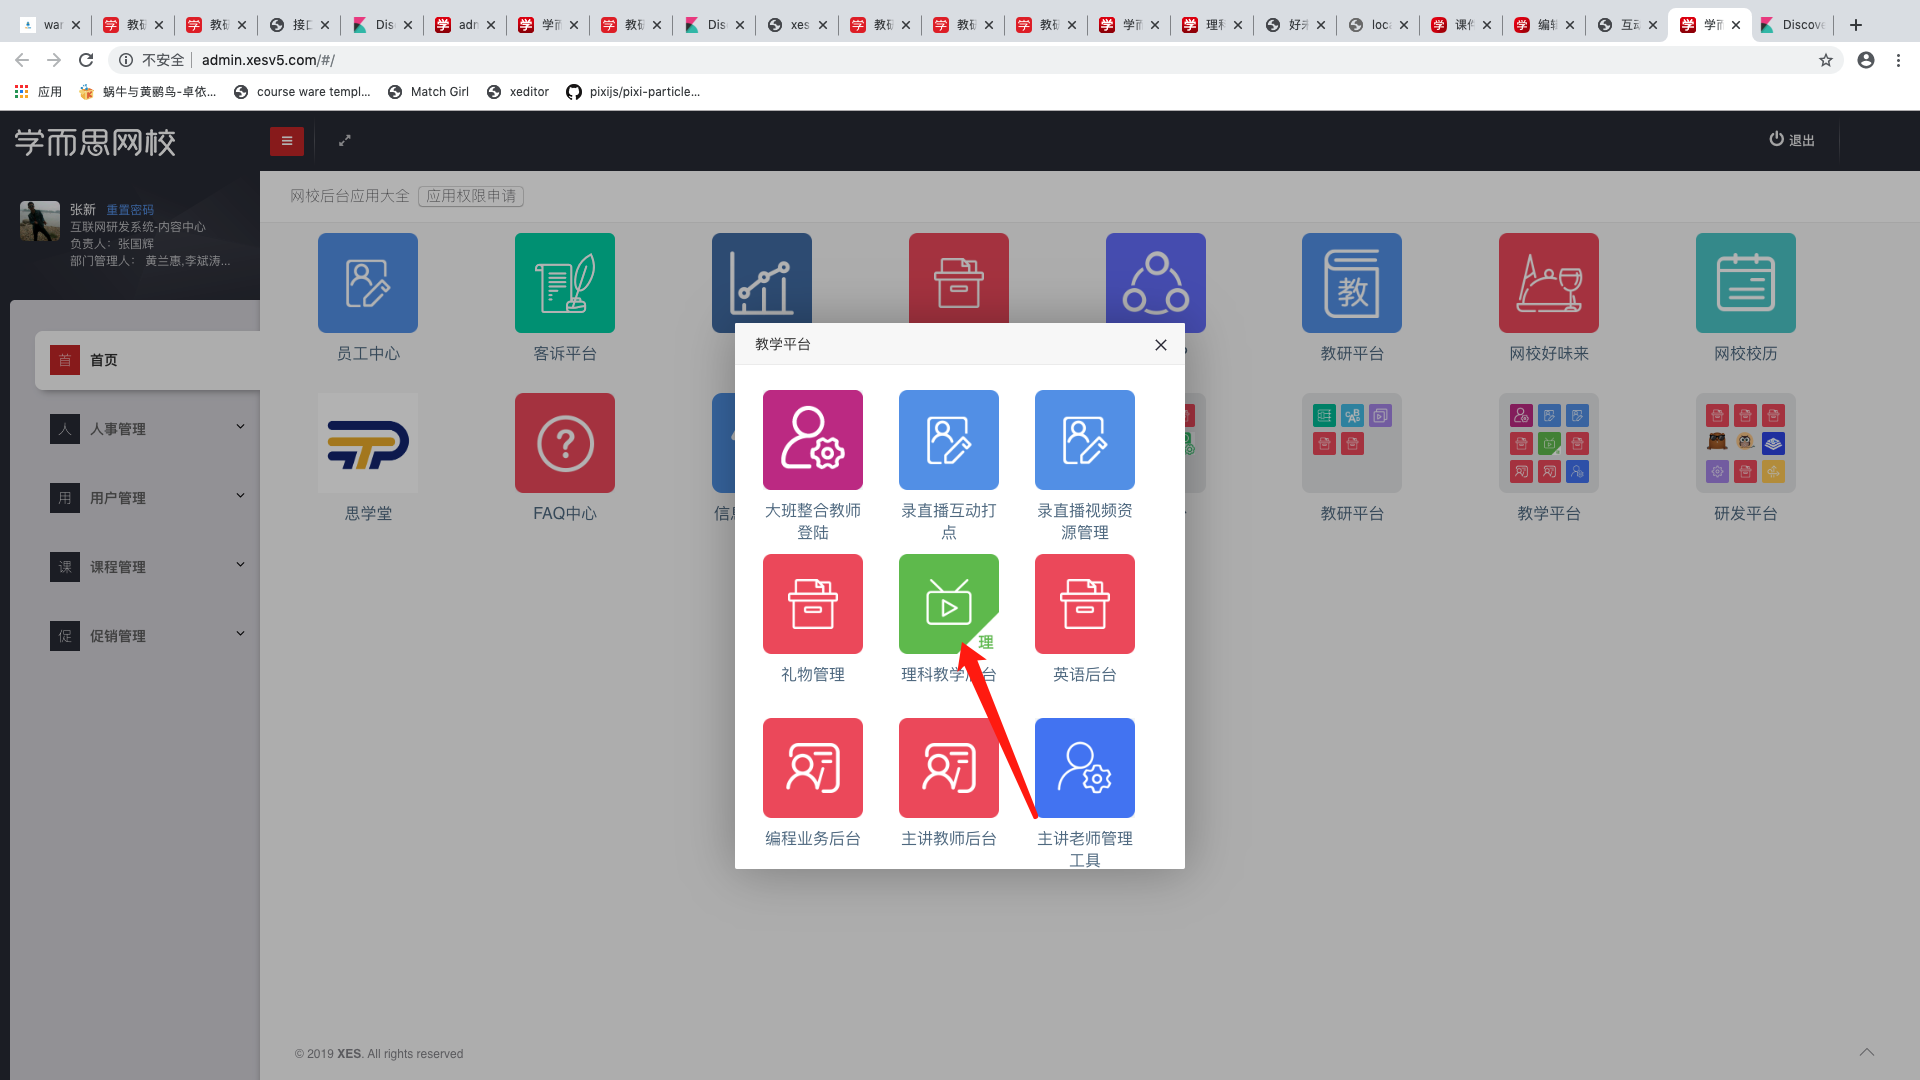 war
教研
教研
接口
Dis
adm
学而
教研
Dis
xes
教研
教研
教研
学而
理科
好未
loca
课件
编辑
互动
学而
Discove
不安全
admin.xesv5.com/#/
应用
蜗牛与黄鹂鸟-卓依...
course ware templ...
Match Girl
xeditor
pixijs/pixi-particle...
学而思网校
退出
张新 重置密码
互联网研发系统-内容中心
负责人：张国辉
部门管理人： 黄兰惠,李斌涛...
网校后台应用大全 应用权限申请
首 首页
人 人事管理
用 用户管理
课 课程管理
促 促销管理
员工中心
客诉平台
教
教研平台
网校好味来
网校校历
思学堂
FAQ中心
教研平台
教学平台
研发平台
教学平台
大班整合教师
登陆
录直播互动打
点
录直播视频资
源管理
礼物管理
理
理科教学后台
英语后台
编程业务后台
主讲教师后台
主讲老师管理
工具
© 2019 XES. All rights reserved